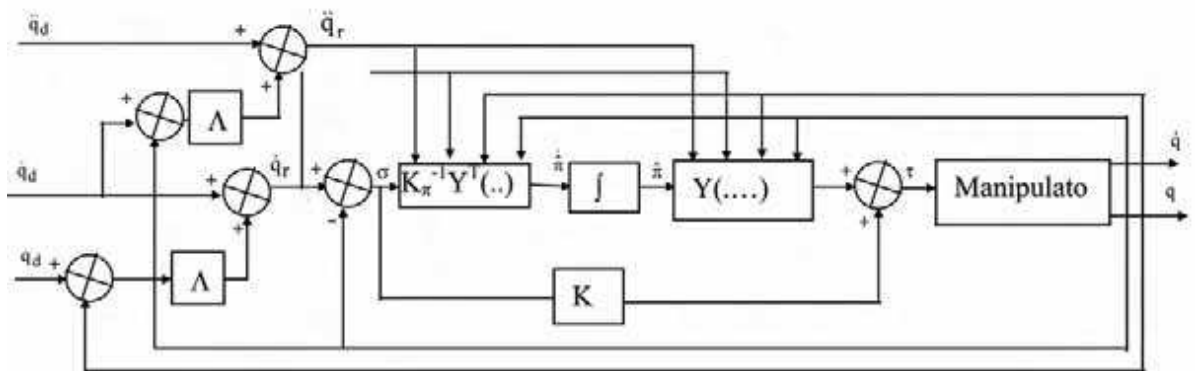 q̈d
+
q̈r
+
+
Λ
q̇d
+
q̇r
+
σ
Kπ⁻¹Yᵀ(..)
π̂̇
∫
π̂
Y(....)
+
τ
Manipulato
q̇
q
+
-
+
qd
+
Λ
K